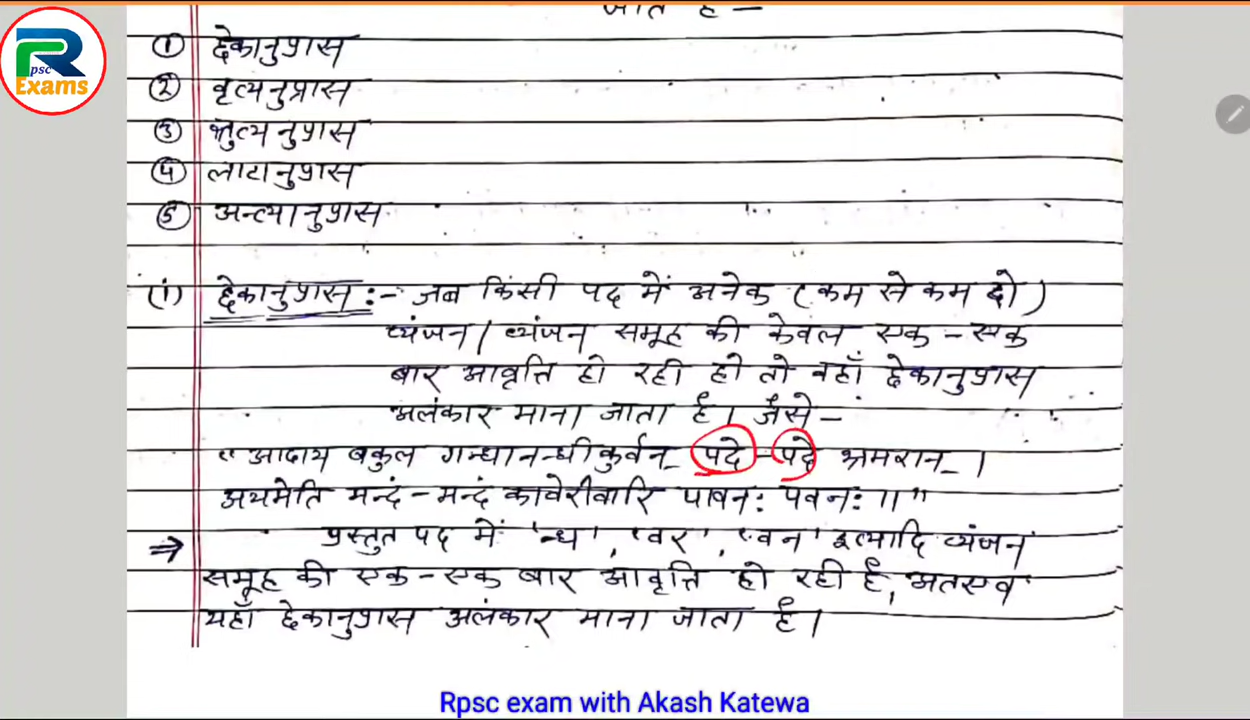 जाते है –
R
psc
Exams
① छेकानुप्रास
② वृत्यनुप्रास
③ श्रुत्यनुप्रास
④ लाटानुप्रास
⑤ अन्त्यानुप्रास
(i) छेकानुप्रास :- जब किसी पद में अनेक (कम से कम दो)
व्यंजन / व्यंजन समूह की केवल एक-एक
बार आवृत्ति हो रही हो तो वहाँ छेकानुप्रास
अलंकार माना जाता है। जैसे –
"आदाय बकुल गन्धानन्धीकुर्वन् पदे-पदे भ्रमरान् ।
अयमेति मन्दं-मन्दं कावेरीवारि पावनः पवनः ॥"
⇒ प्रस्तुत पद में 'न्ध', 'वर', 'वन' इत्यादि व्यंजन
समूह की एक-एक बार आवृत्ति हो रही है, अतएव
यहाँ छेकानुप्रास अलंकार माना जाता है।
Rpsc exam with Akash Katewa